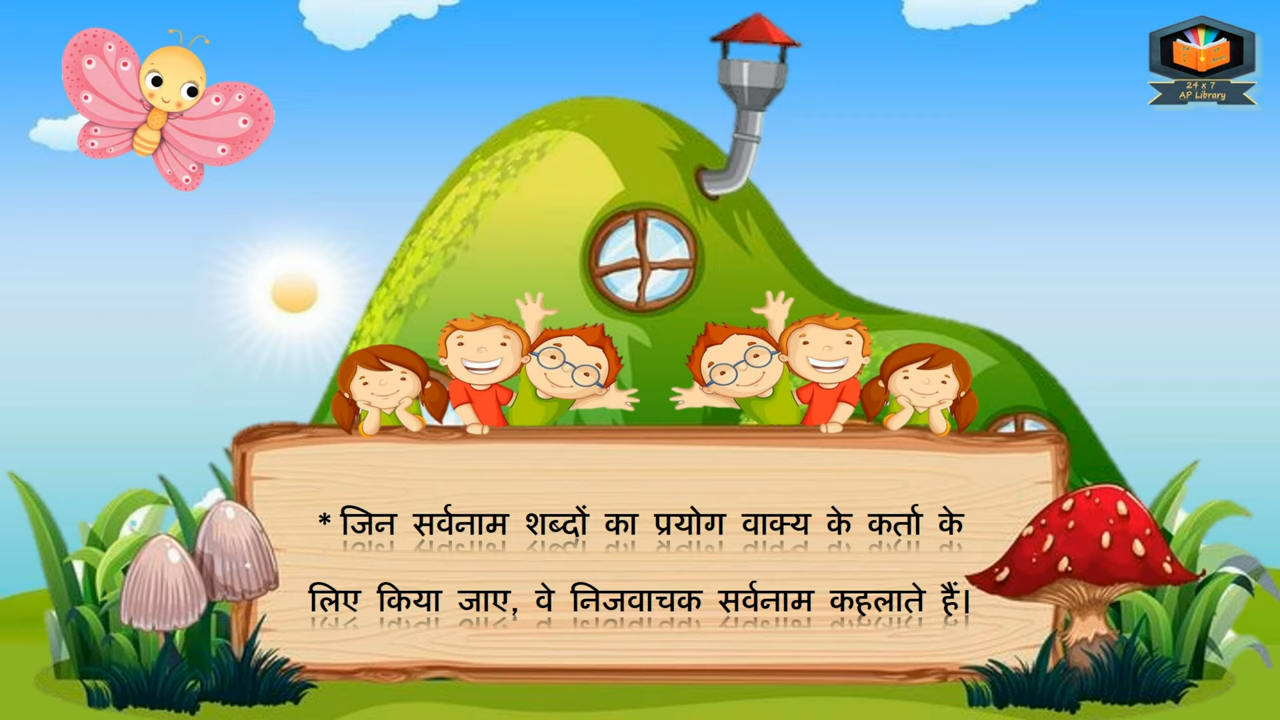 24 x 7
AP Library
* जिन सर्वनाम शब्दों का प्रयोग वाक्य के कर्ता के
लिए किया जाए, वे निजवाचक सर्वनाम कहलाते हैं|